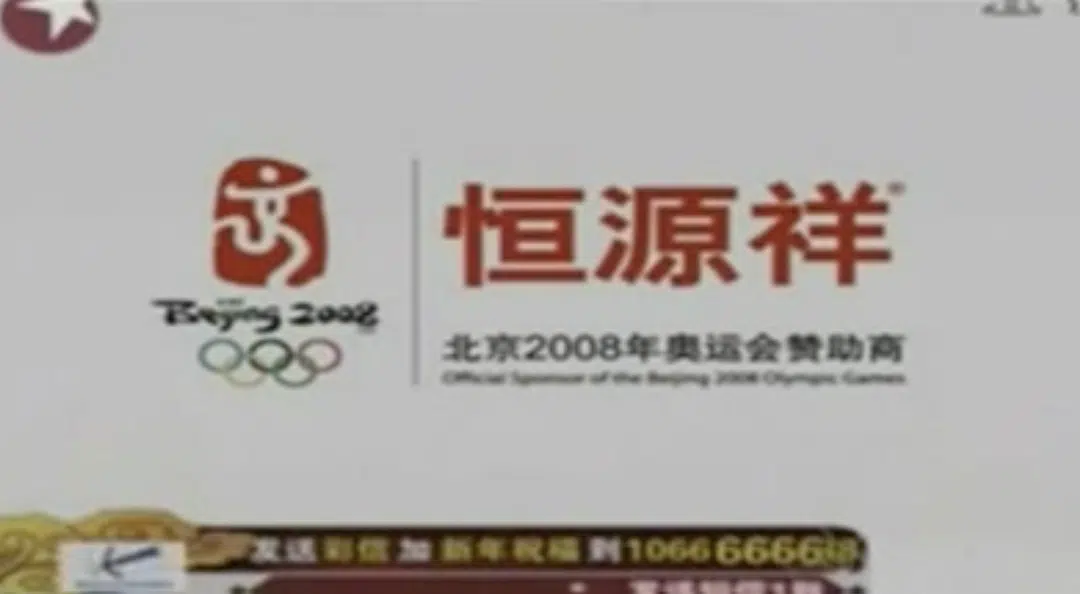 恒源祥
Beijing 2008
北京2008年奥运会赞助商
Official Sponsor of the Beijing 2008 Olympic Games
发送彩信加新年祝福到1066666688